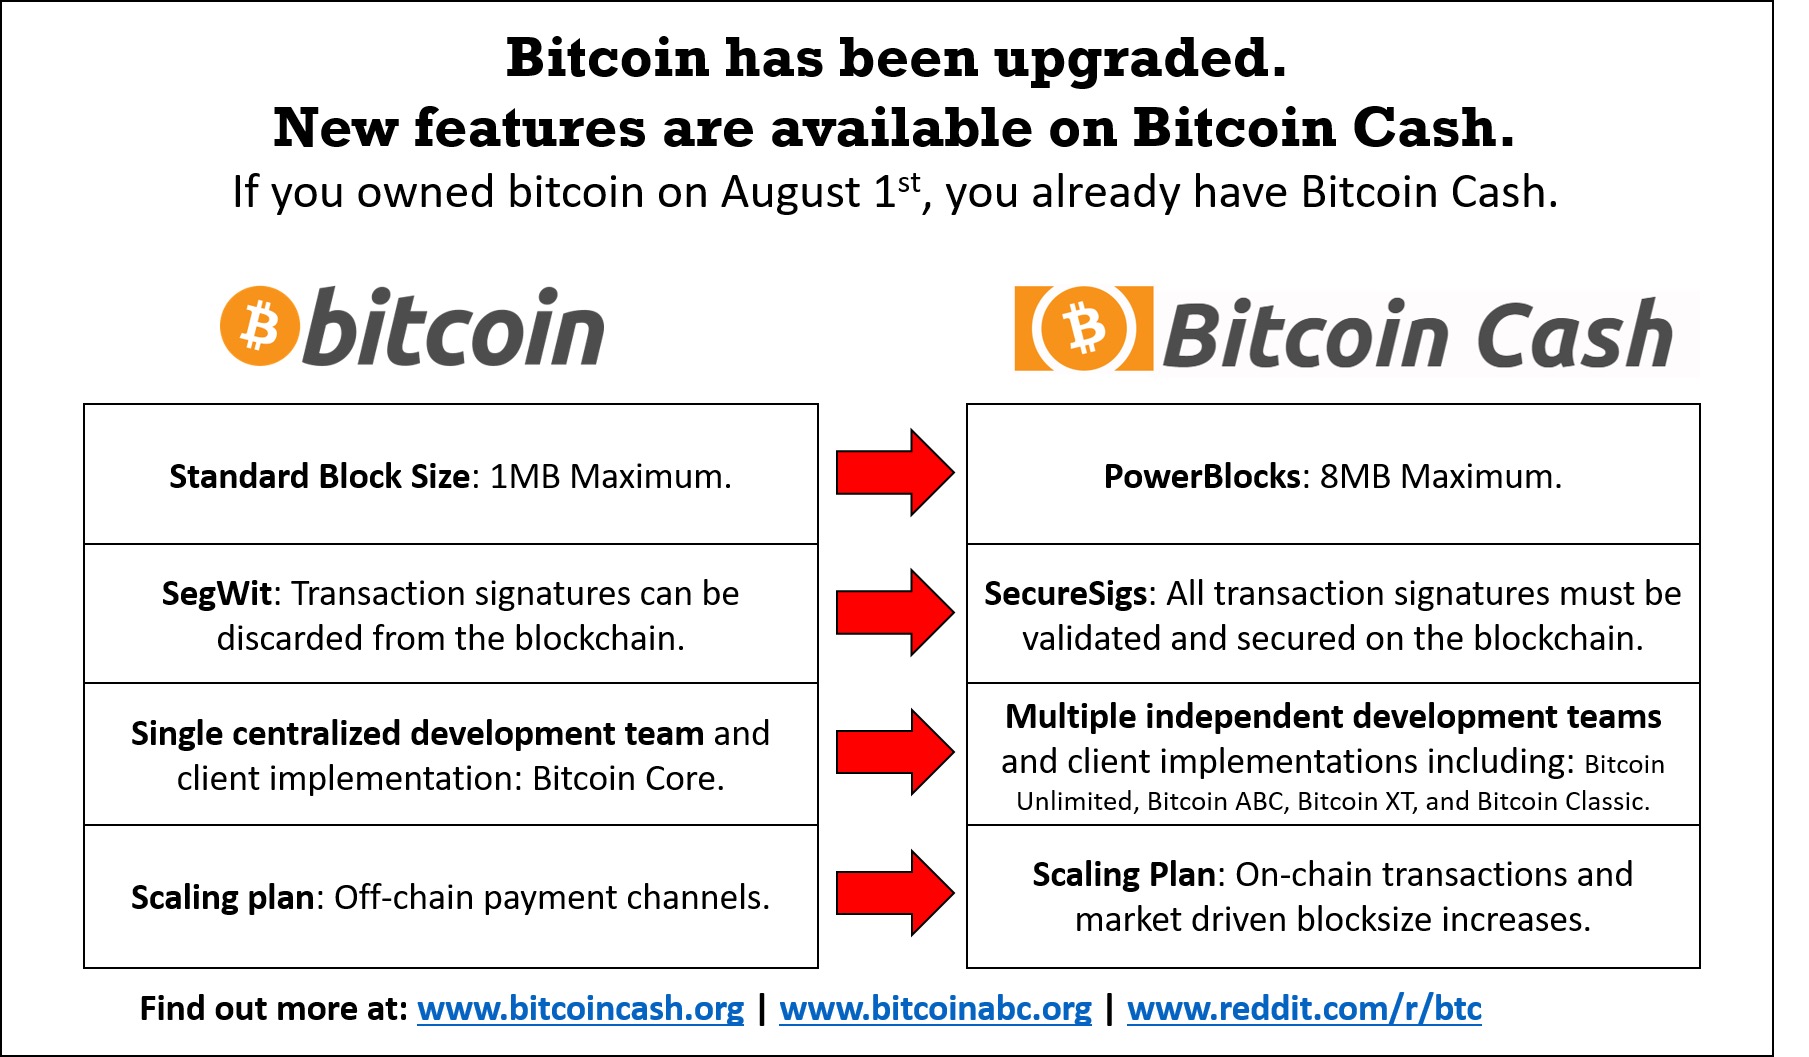 Bitcoin has been upgraded.
New features are available on Bitcoin Cash.
If you owned bitcoin on August 1st, you already have Bitcoin Cash.
bitcoin
Bitcoin Cash
Standard Block Size: 1MB Maximum.
PowerBlocks: 8MB Maximum.
SegWit: Transaction signatures can be
discarded from the blockchain.
SecureSigs: All transaction signatures must be
validated and secured on the blockchain.
Single centralized development team and
client implementation: Bitcoin Core.
Multiple independent development teams
and client implementations including: Bitcoin
Unlimited, Bitcoin ABC, Bitcoin XT, and Bitcoin Classic.
Scaling plan: Off-chain payment channels.
Scaling Plan: On-chain transactions and
market driven blocksize increases.
Find out more at: www.bitcoincash.org | www.bitcoinabc.org | www.reddit.com/r/btc